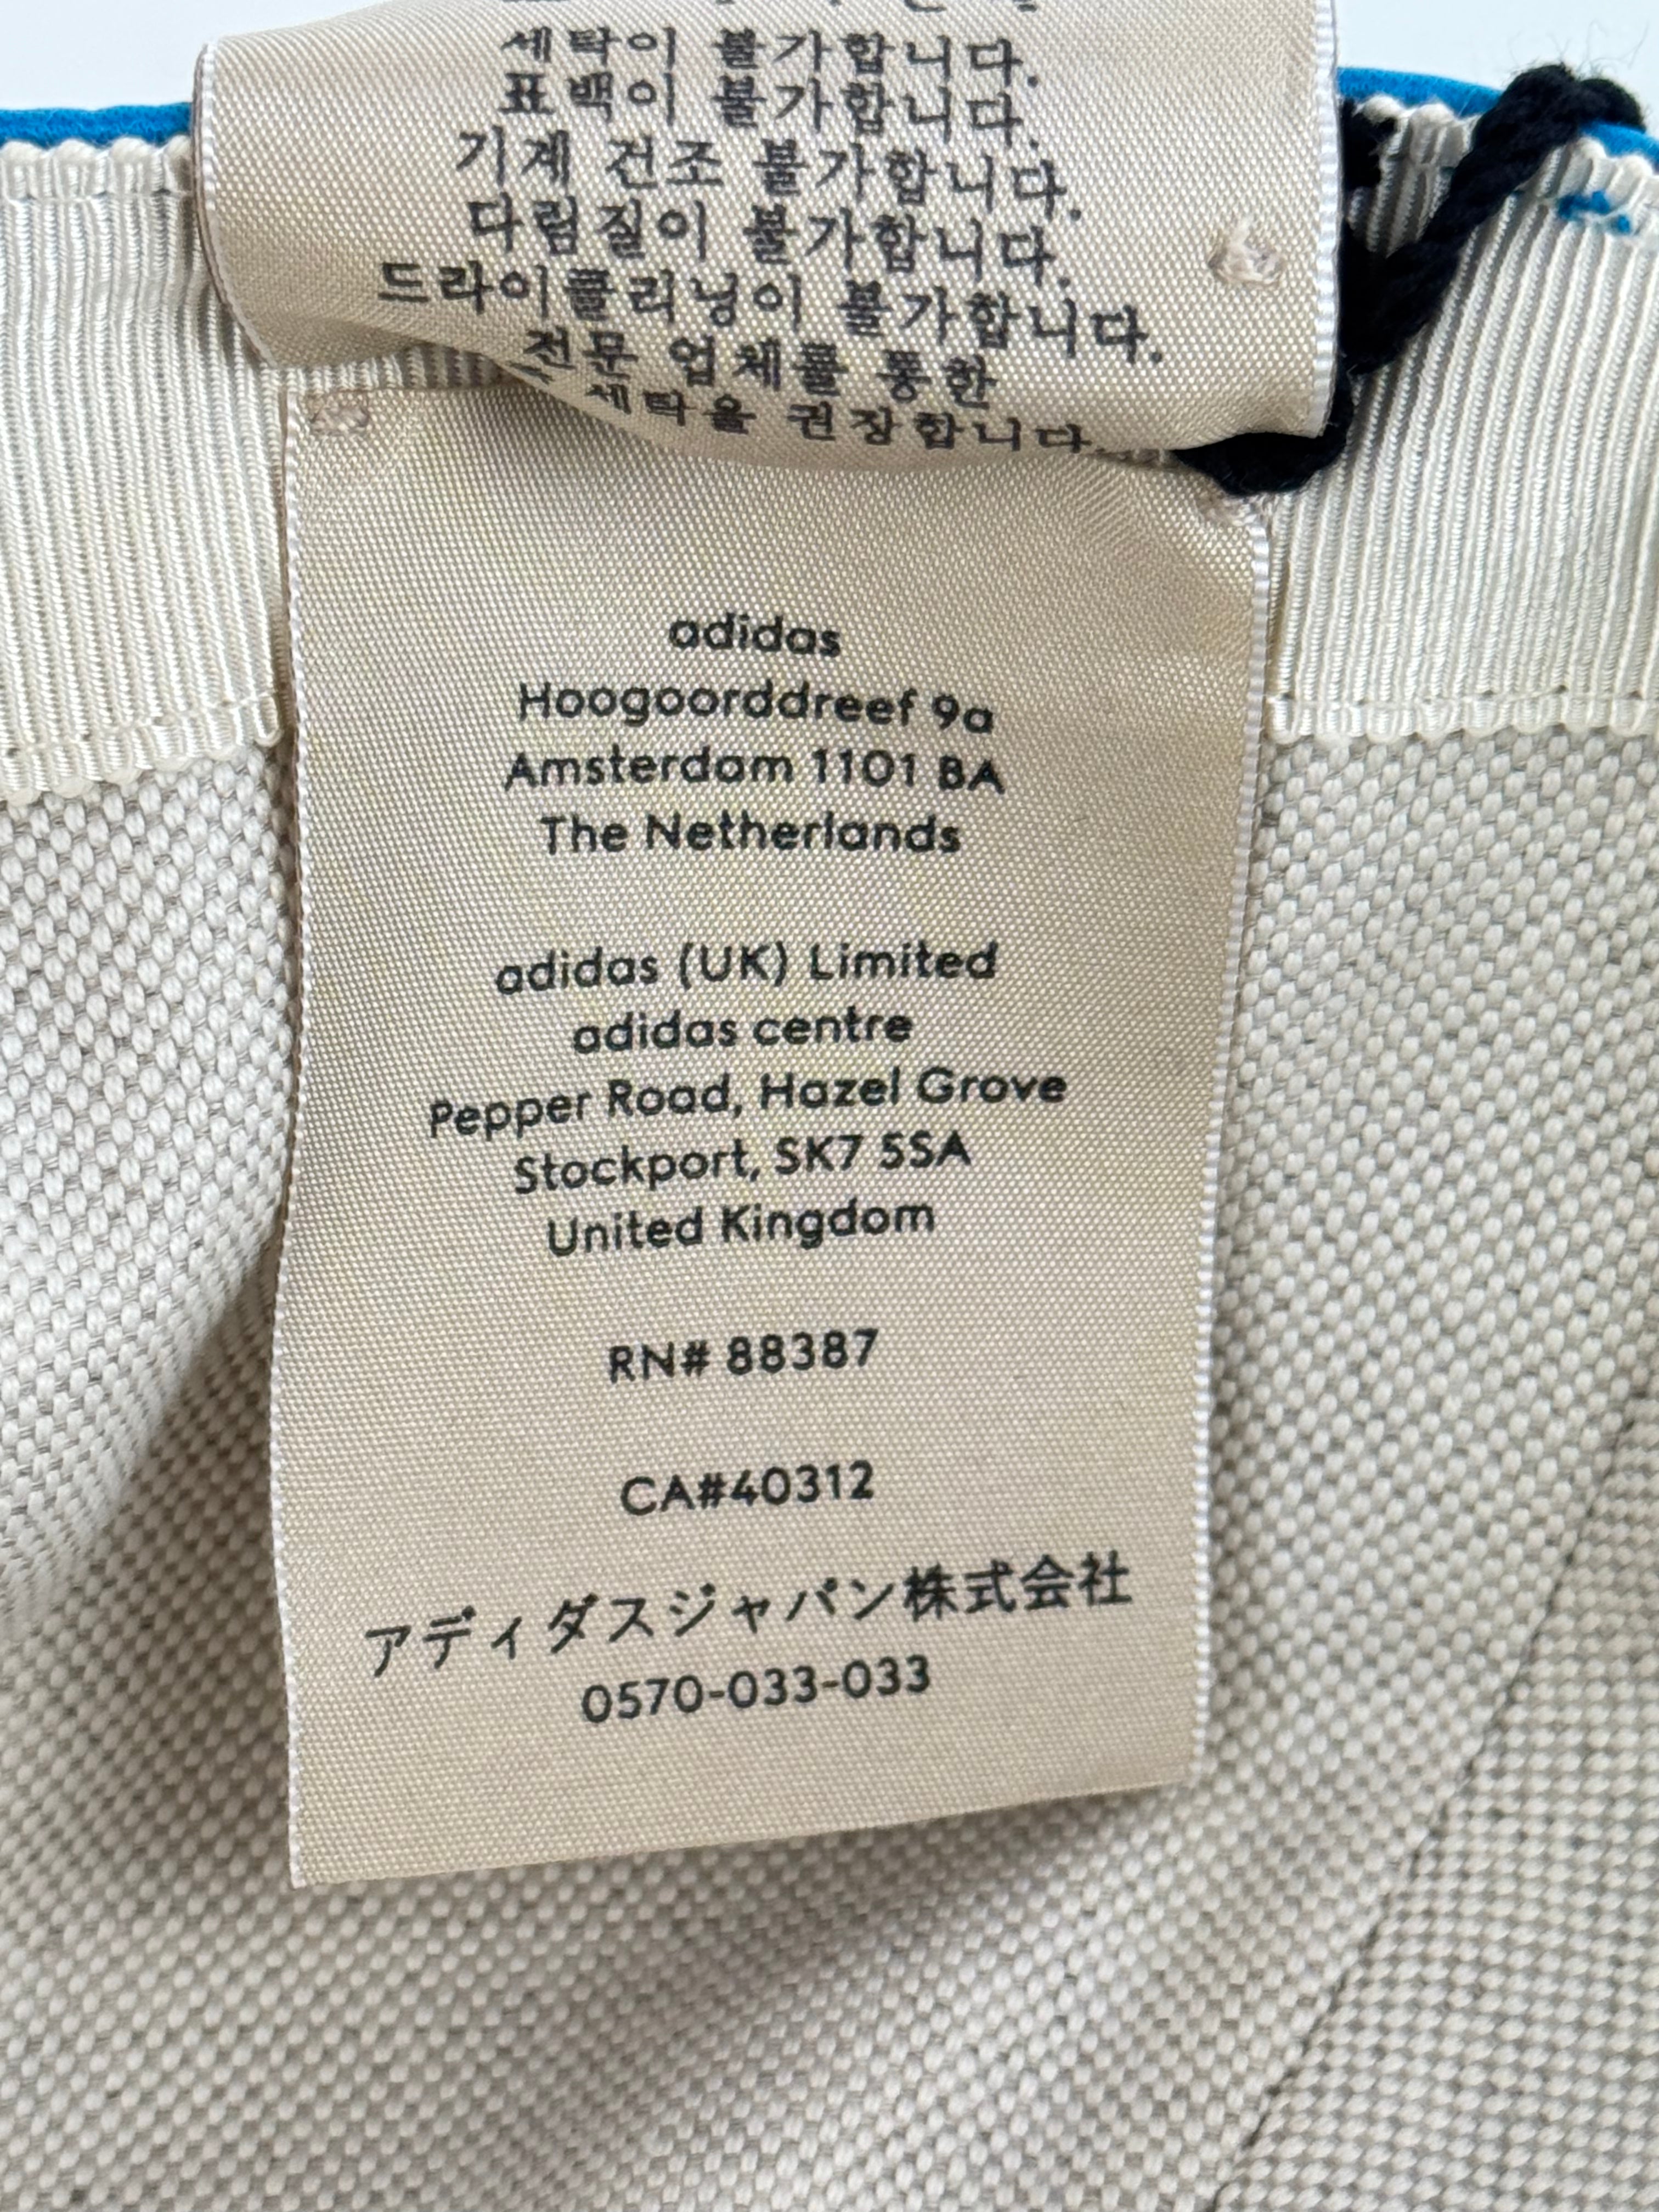 세탁이 불가합니다.
표백이 불가합니다.
기계 건조 불가합니다.
다림질이 불가합니다.
드라이클리닝이 불가합니다.
전문 업체를 통한
세탁을 권장합니다.
adidas
Hoogoorddreef 9a
Amsterdam 1101 BA
The Netherlands
adidas (UK) Limited
adidas centre
Pepper Road, Hazel Grove
Stockport, SK7 5SA
United Kingdom
RN# 88387
CA#40312
アディダスジャパン株式会社
0570-033-033